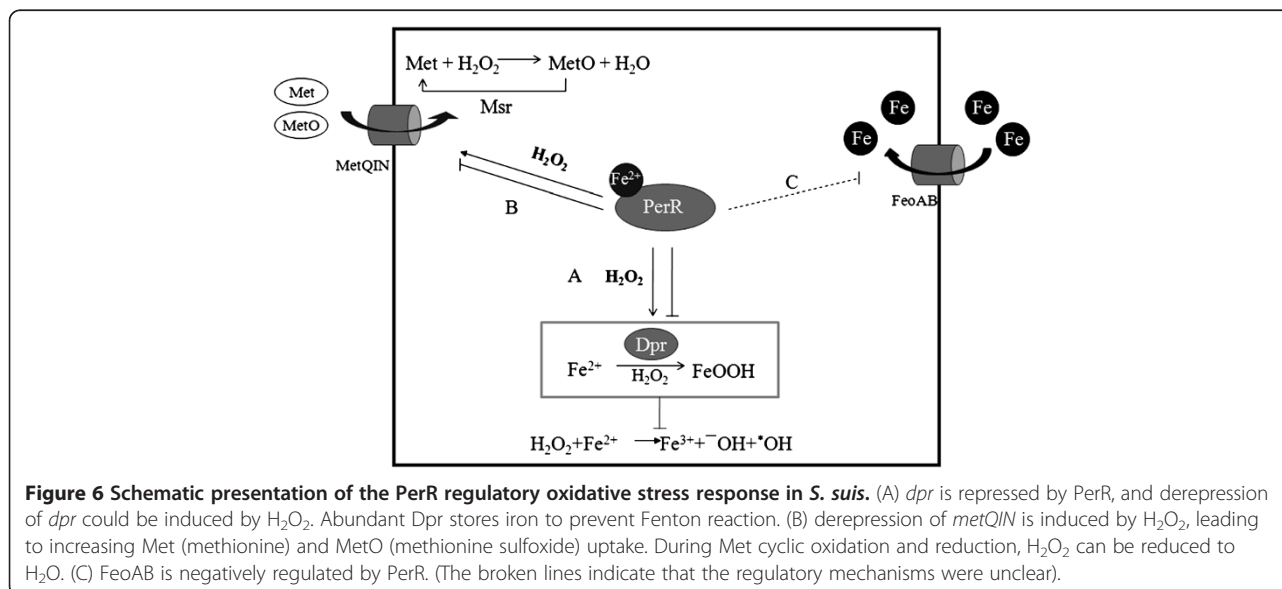 Met + H₂O₂ → MetO + H₂O
Msr
Met
MetO
MetQIN
H₂O₂
B
Fe²⁺
PerR
C
Fe
Fe
Fe
Fe
FeoAB
A H₂O₂
Dpr
Fe²⁺ → FeOOH
H₂O₂
H₂O₂+Fe²⁺ → Fe³⁺+⁻OH+•OH
Figure 6 Schematic presentation of the PerR regulatory oxidative stress response in S. suis. (A) dpr is repressed by PerR, and derepression
of dpr could be induced by H₂O₂. Abundant Dpr stores iron to prevent Fenton reaction. (B) derepression of metQIN is induced by H₂O₂, leading
to increasing Met (methionine) and MetO (methionine sulfoxide) uptake. During Met cyclic oxidation and reduction, H₂O₂ can be reduced to
H₂O. (C) FeoAB is negatively regulated by PerR. (The broken lines indicate that the regulatory mechanisms were unclear).